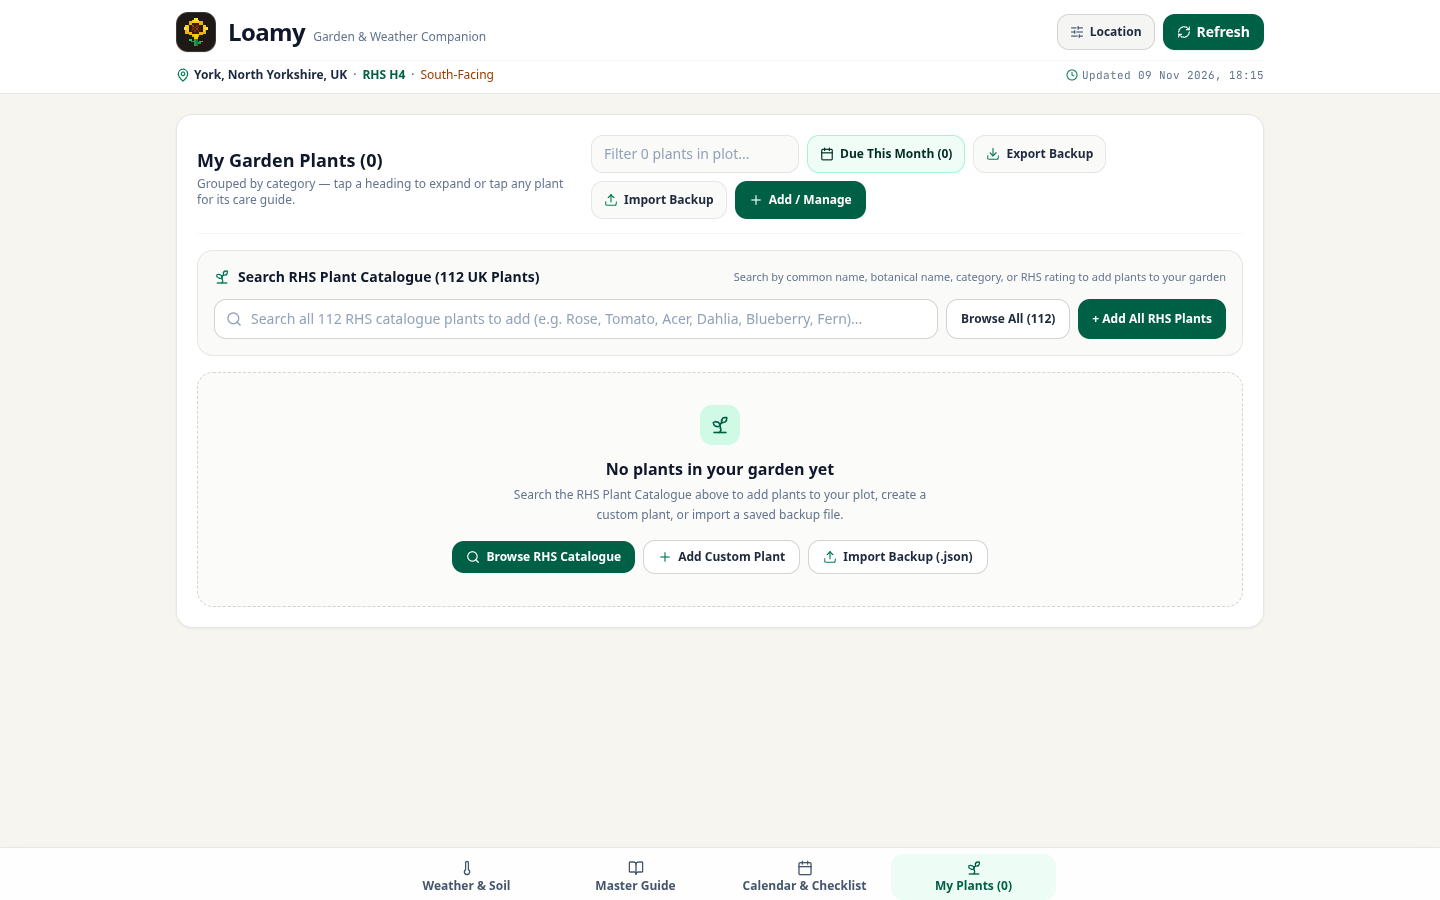 Loamy
Garden & Weather Companion
Location
Refresh
York, North Yorkshire, UK · RHS H4 · South-Facing
Updated 09 Nov 2026, 18:15
My Garden Plants (0)
Grouped by category — tap a heading to expand or tap any plant
for its care guide.
Filter 0 plants in plot...
Due This Month (0)
Export Backup
Import Backup
Add / Manage
Search RHS Plant Catalogue (112 UK Plants)
Search by common name, botanical name, category, or RHS rating to add plants to your garden
Search all 112 RHS catalogue plants to add (e.g. Rose, Tomato, Acer, Dahlia, Blueberry, Fern)...
Browse All (112)
+ Add All RHS Plants
No plants in your garden yet
Search the RHS Plant Catalogue above to add plants to your plot, create a
custom plant, or import a saved backup file.
Browse RHS Catalogue
Add Custom Plant
Import Backup (.json)
Weather & Soil
Master Guide
Calendar & Checklist
My Plants (0)